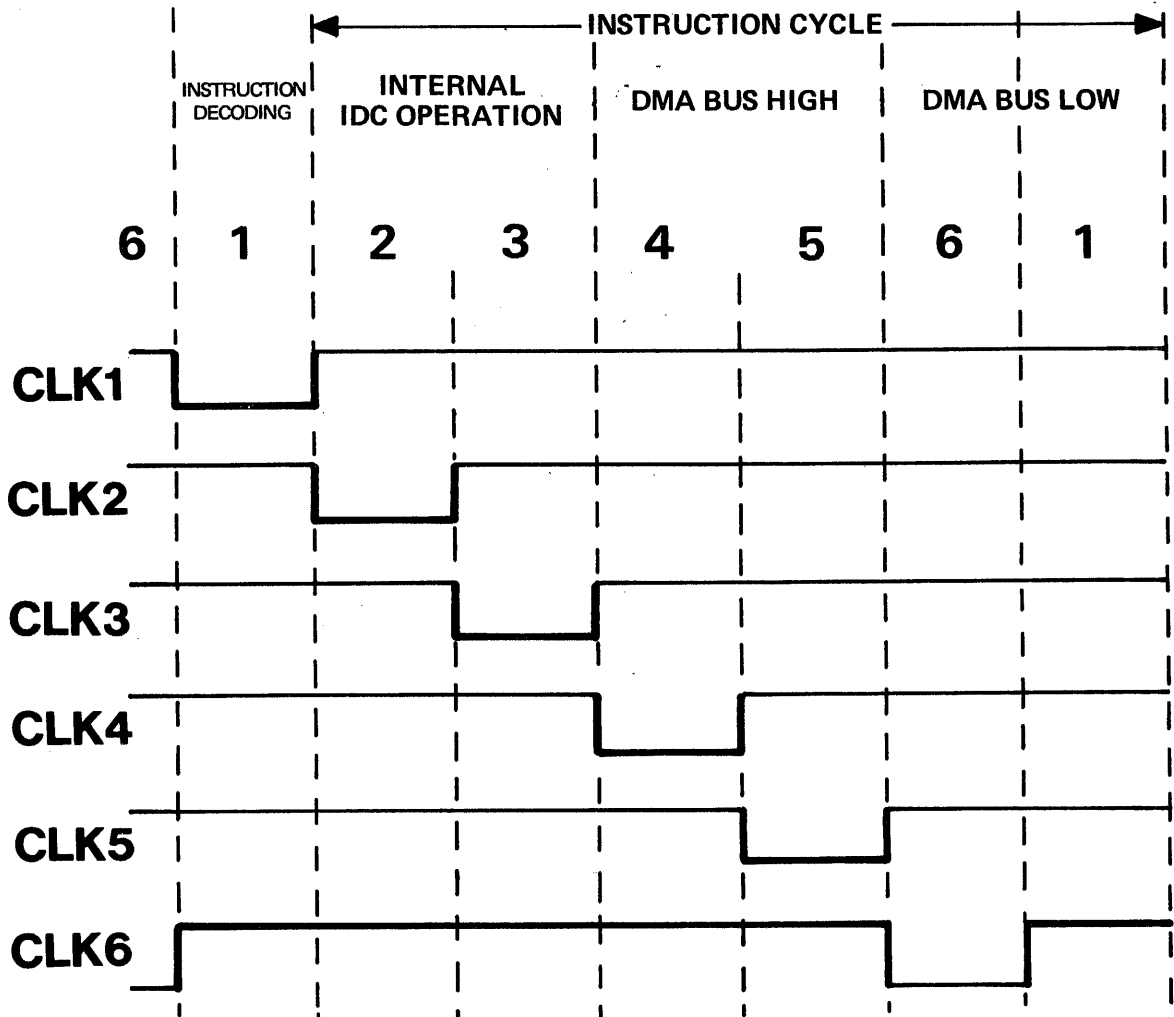 INSTRUCTION CYCLE
INSTRUCTION
DECODING
INTERNAL
IDC OPERATION
DMA BUS HIGH
DMA BUS LOW
6 1 2 3 4 5 6 1
CLK1
CLK2
CLK3
CLK4
CLK5
CLK6